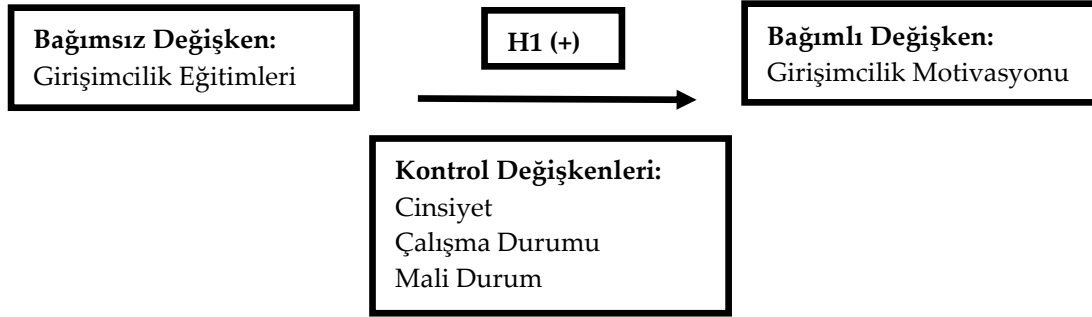 Bağımsız Değişken:
Girişimcilik Eğitimleri
H1 (+)
Bağımlı Değişken:
Girişimcilik Motivasyonu
Kontrol Değişkenleri:
Cinsiyet
Çalışma Durumu
Mali Durum